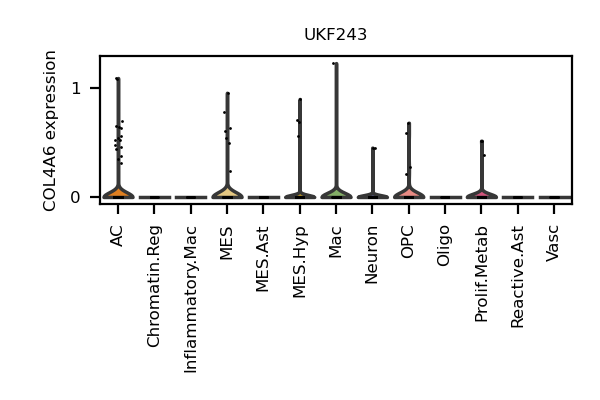 UKF243
COL4A6 expression
1
0
AC
Chromatin.Reg
Inflammatory.Mac
MES
MES.Ast
MES.Hyp
Mac
Neuron
OPC
Oligo
Prolif.Metab
Reactive.Ast
Vasc